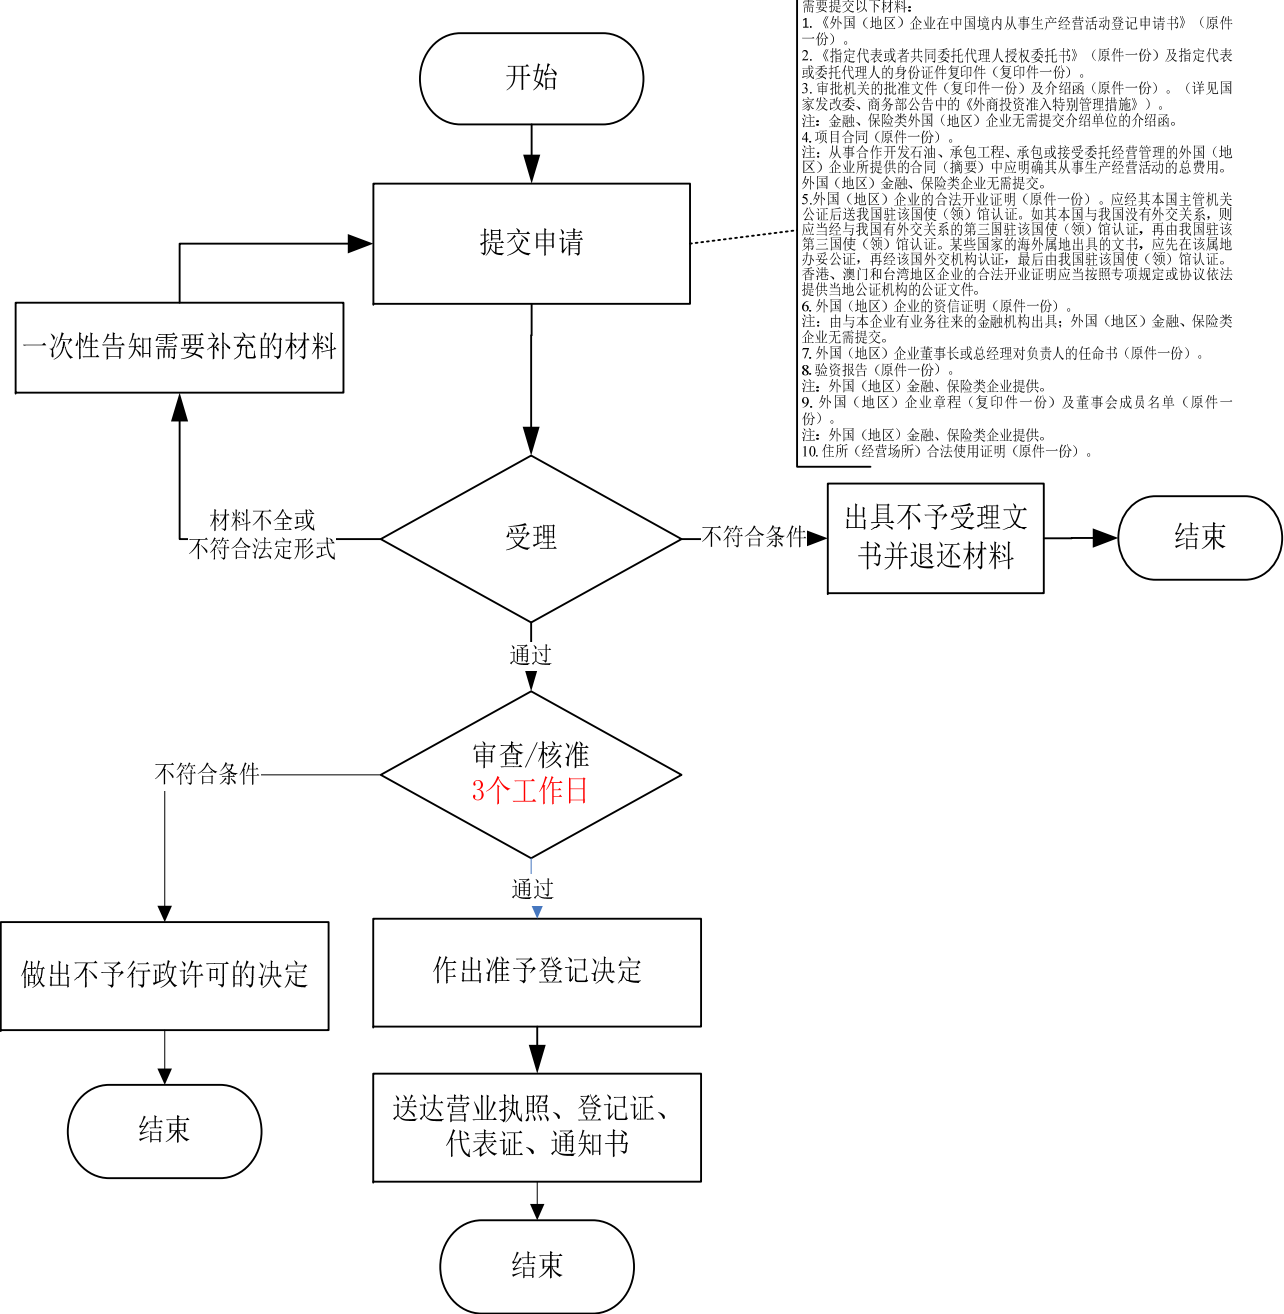 需要提交以下材料：
1. 《外国（地区）企业在中国境内从事生产经营活动登记申请书》（原件
一份）。
2. 《指定代表或者共同委托代理人授权委托书》（原件一份）及指定代表
或委托代理人的身份证件复印件（复印件一份）。
3. 审批机关的批准文件（复印件一份）及介绍函（原件一份）。（详见国
家发改委、商务部公告中的《外商投资准入特别管理措施》）。
注：金融、保险类外国（地区）企业无需提交介绍单位的介绍函。
4. 项目合同（原件一份）。
注：从事合作开发石油、承包工程、承包或接受委托经营管理的外国（地
区）企业所提供的合同（摘要）中应明确其从事生产经营活动的总费用。
外国（地区）金融、保险类企业无需提交。
5.外国（地区）企业的合法开业证明（原件一份）。应经其本国主管机关
公证后送我国驻该国使（领）馆认证。如其本国与我国没有外交关系，则
应当经与我国有外交关系的第三国驻该国使（领）馆认证，再由我国驻该
第三国使（领）馆认证。某些国家的海外属地出具的文书，应先在该属地
办妥公证，再经该国外交机构认证，最后由我国驻该国使（领）馆认证。
香港、澳门和台湾地区企业的合法开业证明应当按照专项规定或协议依法
提供当地公证机构的公证文件。
6. 外国（地区）企业的资信证明（原件一份）。
注：由与本企业有业务往来的金融机构出具；外国（地区）金融、保险类
企业无需提交。
7. 外国（地区）企业董事长或总经理对负责人的任命书（原件一份）。
8. 验资报告（原件一份）。
注：外国（地区）金融、保险类企业提供。
9. 外国（地区）企业章程（复印件一份）及董事会成员名单（原件一
份）。
注：外国（地区）金融、保险类企业提供。
10. 住所（经营场所）合法使用证明（原件一份）。
开始
提交申请
一次性告知需要补充的材料
材料不全或
不符合法定形式
受理
不符合条件
出具不予受理文
书并退还材料
结束
通过
审查/核准
3个工作日
不符合条件
通过
做出不予行政许可的决定
作出准予登记决定
结束
送达营业执照、登记证、
代表证、通知书
结束